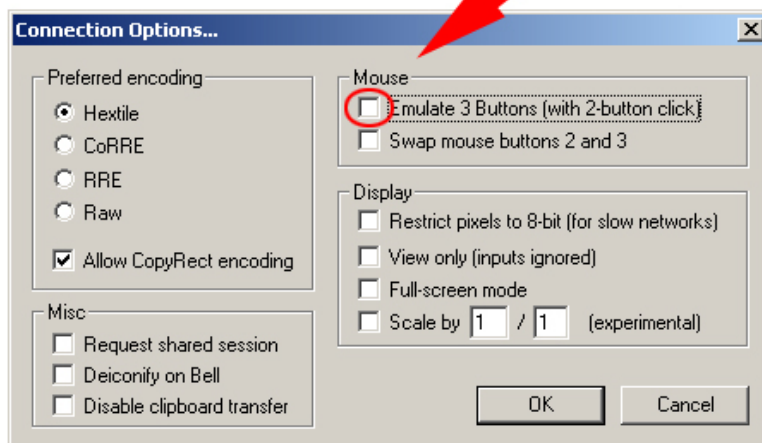 Connection Options...
Preferred encoding
Hextile
CoRRE
RRE
Raw
Allow CopyRect encoding
Misc
Request shared session
Deiconify on Bell
Disable clipboard transfer
Mouse
Emulate 3 Buttons (with 2-button click)
Swap mouse buttons 2 and 3
Display
Restrict pixels to 8-bit (for slow networks)
View only (inputs ignored)
Full-screen mode
Scale by 1 / 1 (experimental)
OK Cancel